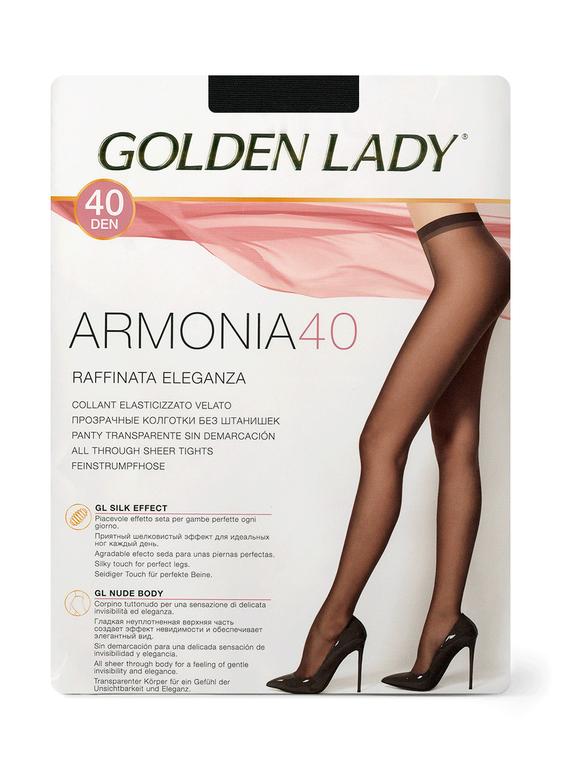 GOLDEN LADY®
40
DEN
ARMONIA40
RAFFINATA ELEGANZA
COLLANT ELASTICIZZATO VELATO
ПРОЗРАЧНЫЕ КОЛГОТКИ БЕЗ ШТАНИШЕК
PANTY TRANSPARENTE SIN DEMARCACIÓN
ALL THROUGH SHEER TIGHTS
FEINSTRUMPFHOSE
GL SILK EFFECT
Piacevole effetto seta per gambe perfette ogni
giorno.
Приятный шелковистый эффект для идеальных
ног каждый день.
Agradable efecto seda para unas piernas perfectas.
Silky touch for perfect legs.
Seidiger Touch für perfekte Beine.
GL NUDE BODY
Corpino tuttonudo per una sensazione di delicata
invisibilità ed eleganza.
Гладкая неуплотненная верхняя часть
создает эффект невидимости и обеспечивает
элегантный вид.
Sin demarcación para una delicada sensación de
invisibilidad y elegancia.
All sheer through body for a feeling of gentle
invisibility and elegance.
Transparenter Körper für ein Gefühl der
Unsichtbarkeit und Eleganz.